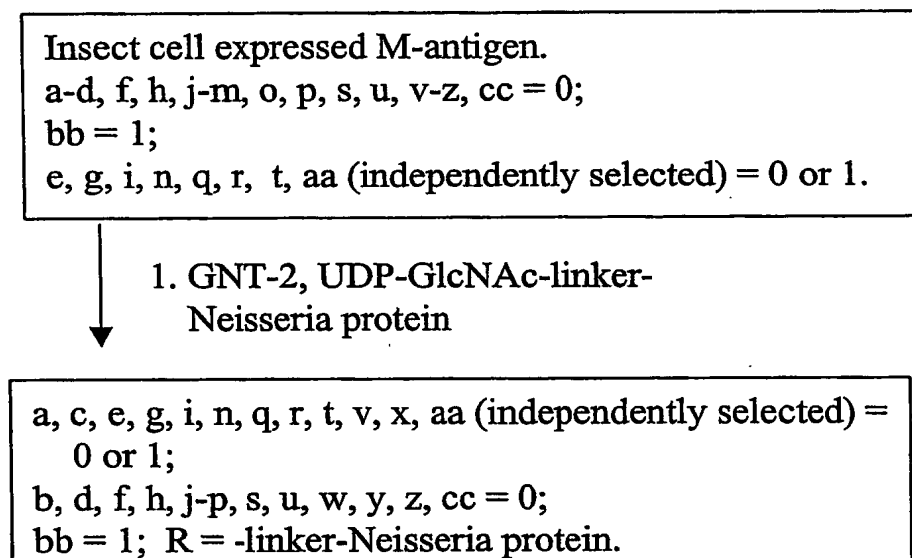 Insect cell expressed M-antigen.
a-d, f, h, j-m, o, p, s, u, v-z, cc = 0;
bb = 1;
e, g, i, n, q, r, t, aa (independently selected) = 0 or 1.
1. GNT-2, UDP-GlcNAc-linker-
Neisseria protein
a, c, e, g, i, n, q, r, t, v, x, aa (independently selected) =
0 or 1;
b, d, f, h, j-p, s, u, w, y, z, cc = 0;
bb = 1; R = -linker-Neisseria protein.